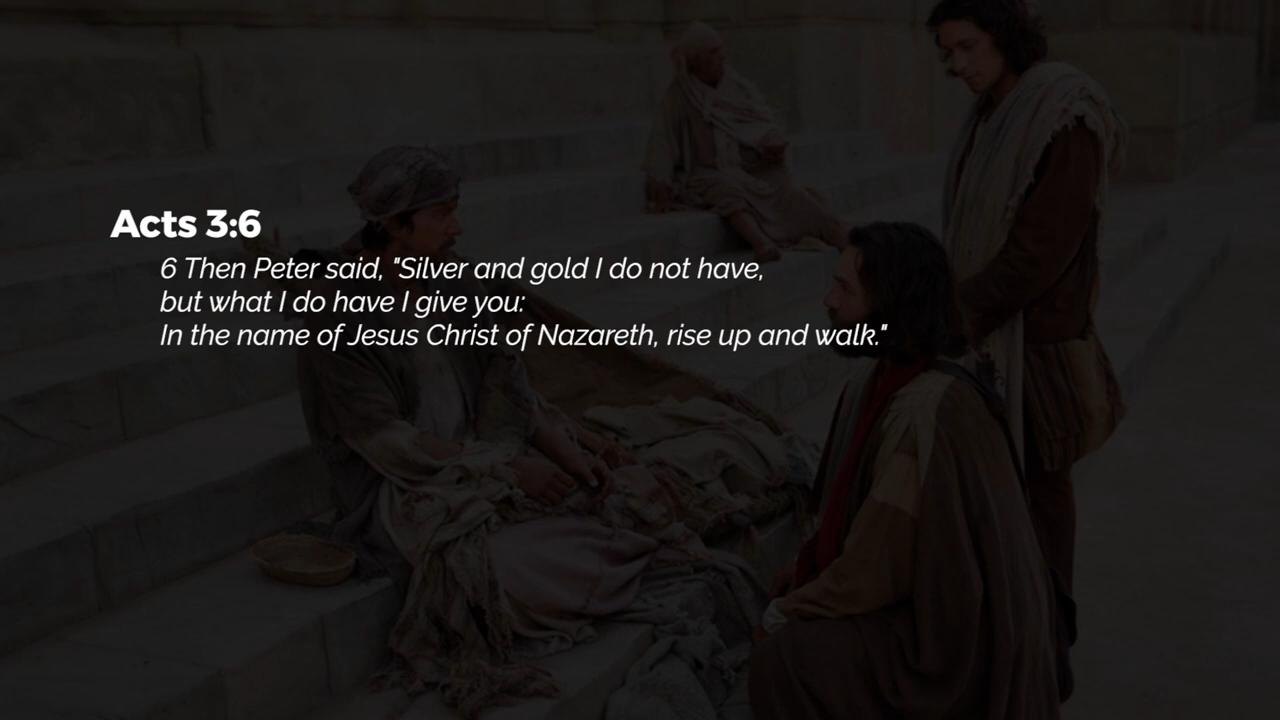 Acts 3:6
6 Then Peter said, "Silver and gold I do not have,
but what I do have I give you:
In the name of Jesus Christ of Nazareth, rise up and walk."